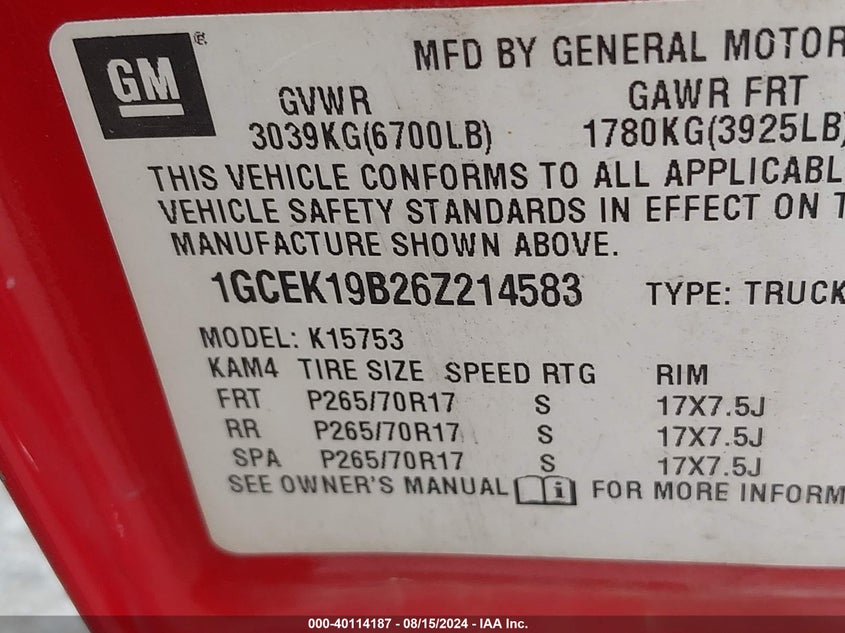 GM
MFD BY GENERAL MOTOR
GVWR GAWR FRT
3039KG(6700LB) 1780KG(3925LB)
THIS VEHICLE CONFORMS TO ALL APPLICABL
VEHICLE SAFETY STANDARDS IN EFFECT ON T
MANUFACTURE SHOWN ABOVE.
1GCEK19B26Z214583 TYPE: TRUCK
MODEL: K15753
KAM4 TIRE SIZE SPEED RTG RIM
FRT P265/70R17 S 17X7.5J
RR P265/70R17 S 17X7.5J
SPA P265/70R17 S 17X7.5J
SEE OWNER'S MANUAL i FOR MORE INFORM
000-40114187 - 08/15/2024 - IAA Inc.